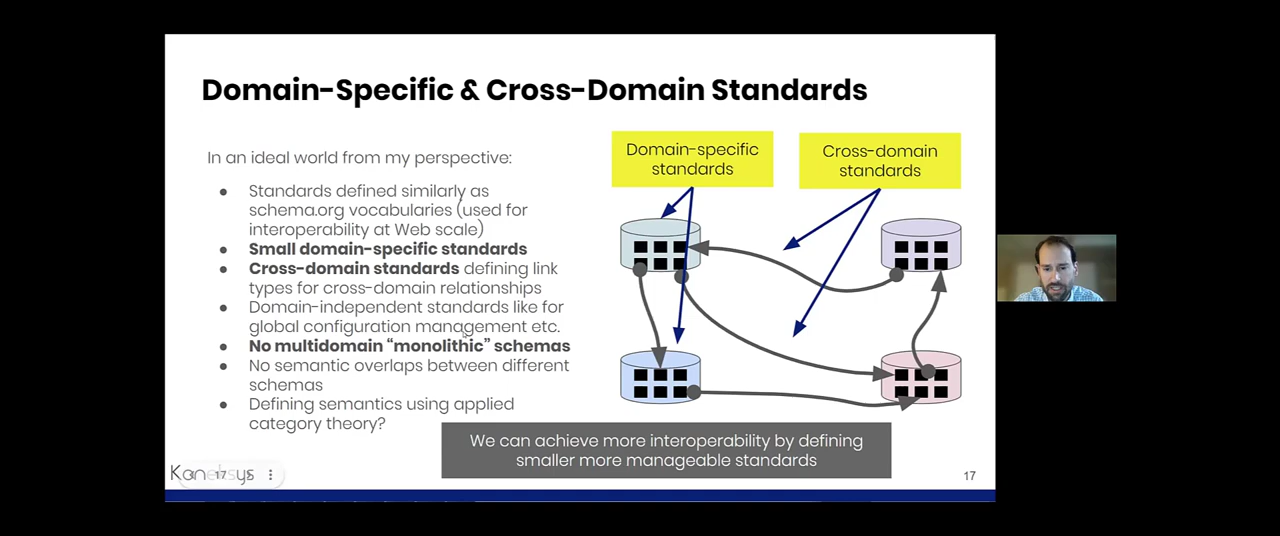 Domain-Specific & Cross-Domain Standards
In an ideal world from my perspective:
● Standards defined similarly as
schema.org vocabularies (used for
interoperability at Web scale)
● Small domain-specific standards
● Cross-domain standards defining link
types for cross-domain relationships
● Domain-independent standards like for
global configuration management etc.
● No multidomain “monolithic” schemas
● No semantic overlaps between different
schemas
● Defining semantics using applied
category theory?
Domain-specific
standards
Cross-domain
standards
We can achieve more interoperability by defining
smaller more manageable standards
17
17